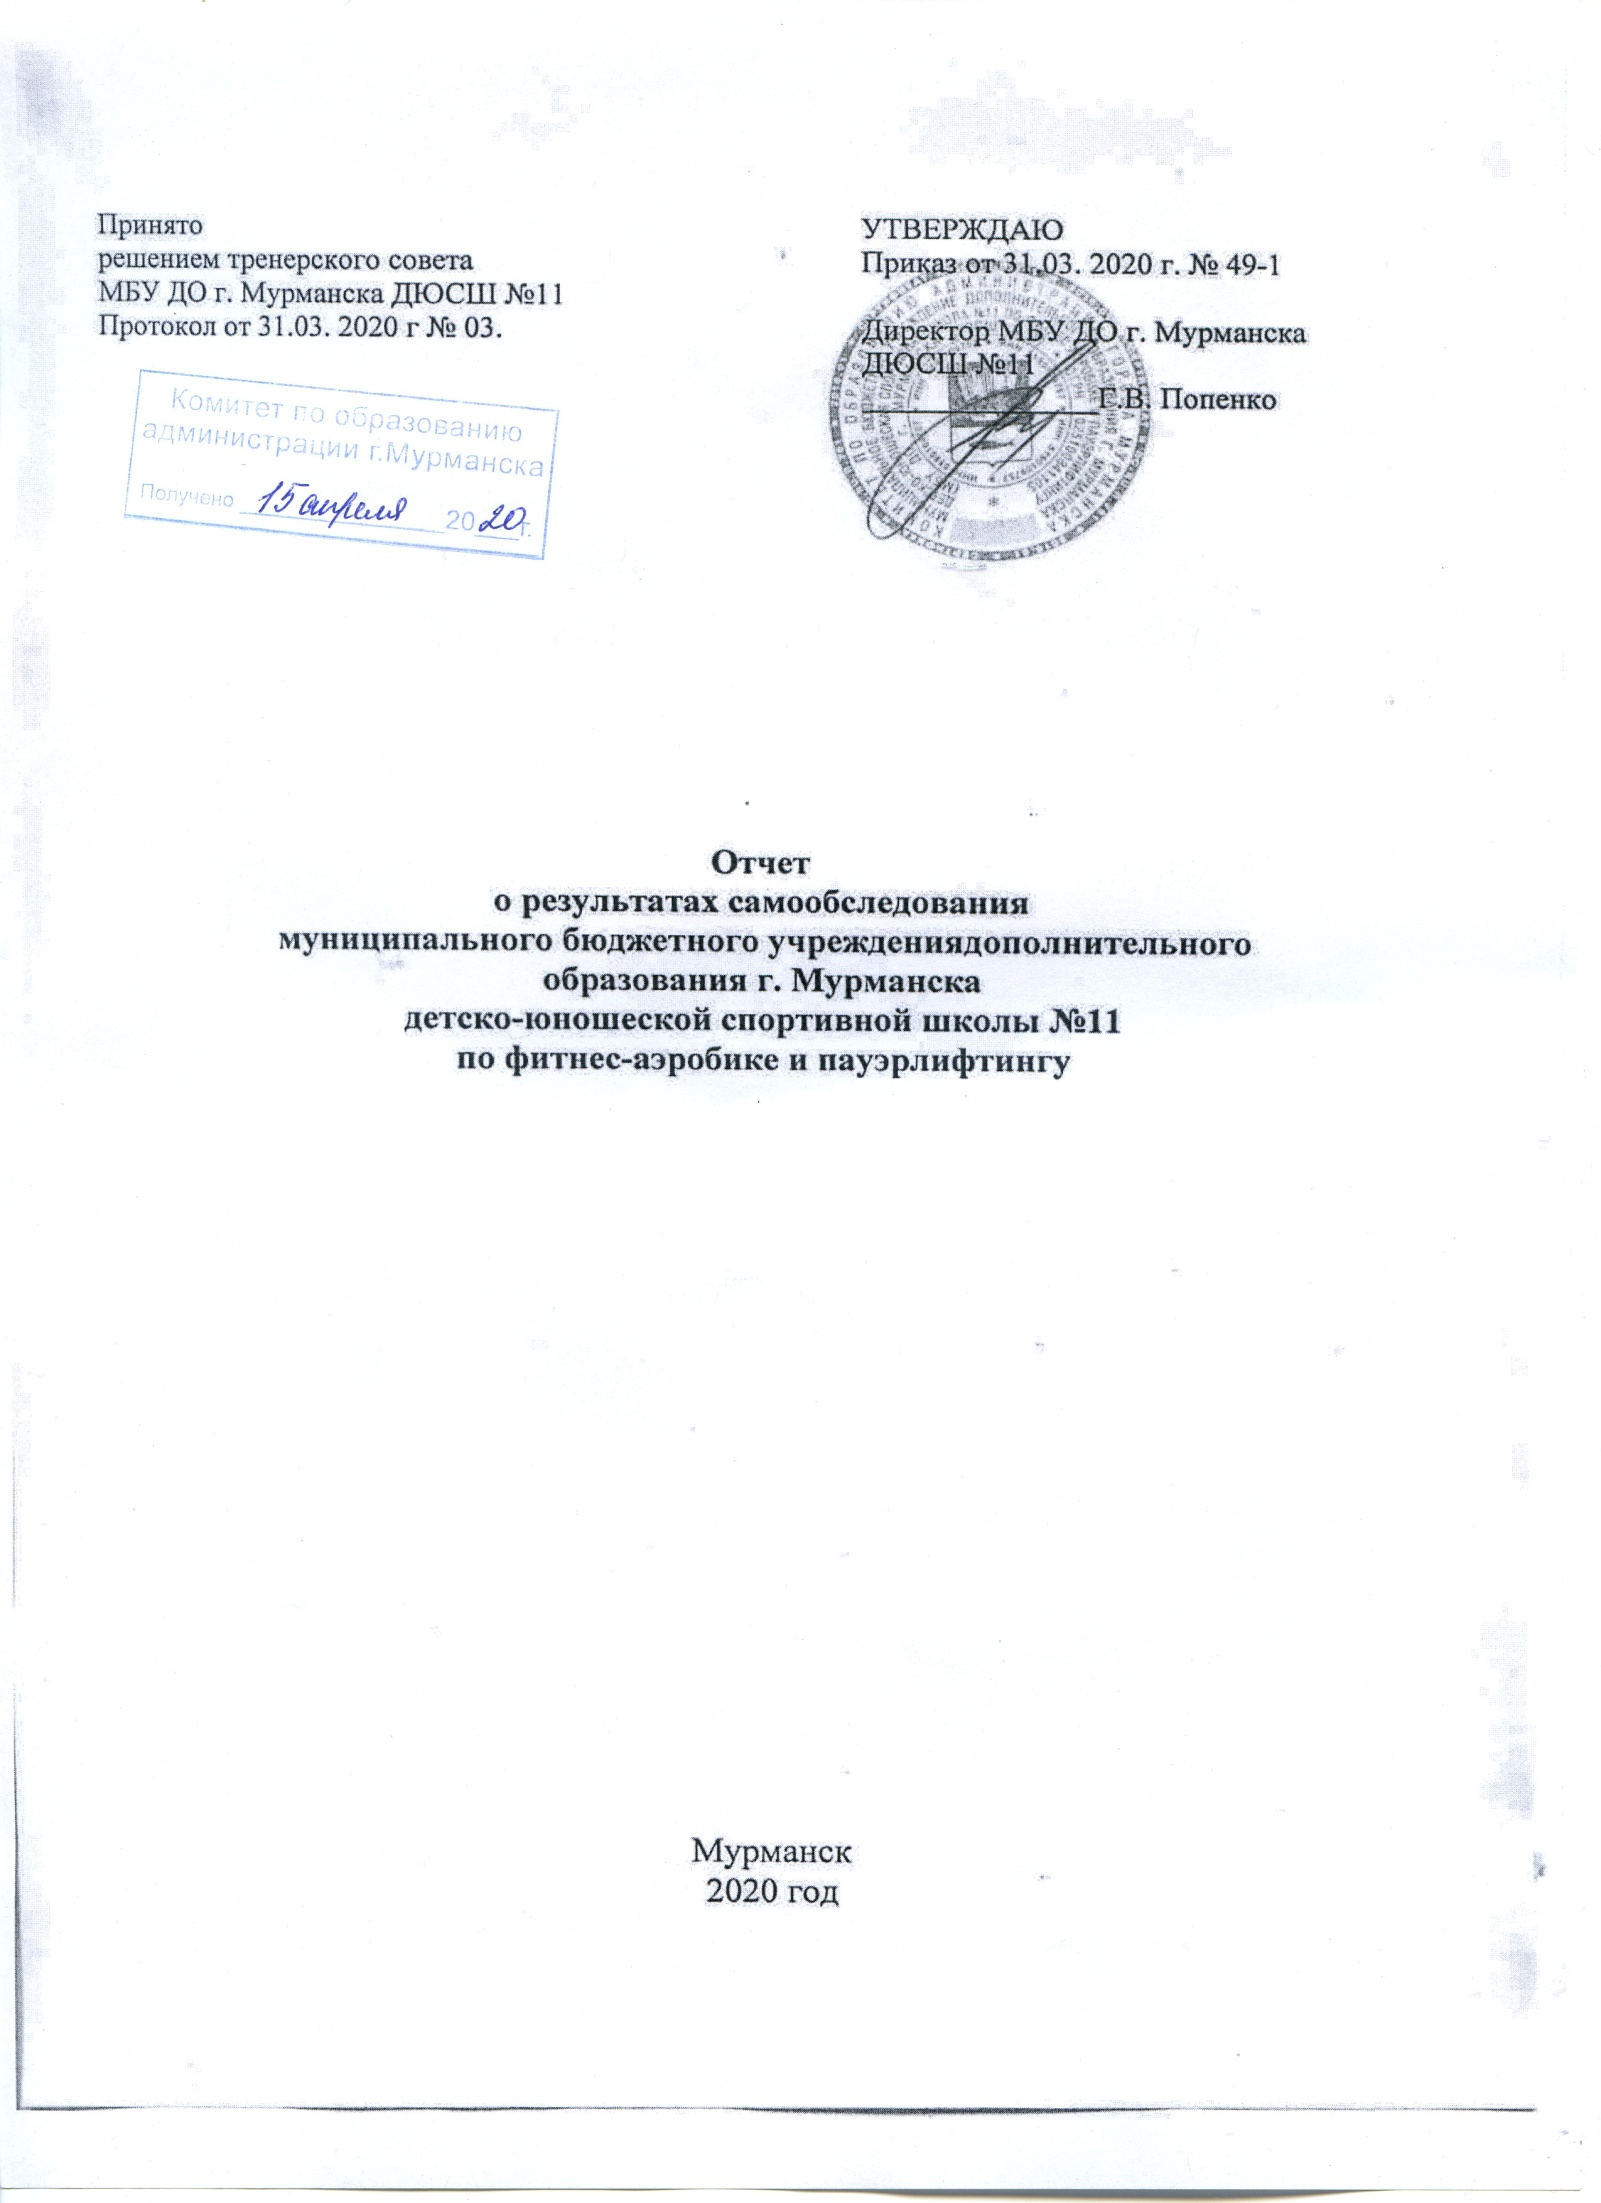 Принято
решением тренерского совета
МБУ ДО г. Мурманска ДЮСШ №11
Протокол от 31.03. 2020 г № 03.
УТВЕРЖДАЮ
Приказ от 31.03. 2020 г. № 49-1
Директор МБУ ДО г. Мурманска
ДЮСШ №11
Г.В. Попенко
Комитет по образованию
администрации г.Мурманска
Получено 15 апреля 2020г.
Отчет
о результатах самообследования
муниципального бюджетного учреждениядополнительного
образования г. Мурманска
детско-юношеской спортивной школы №11
по фитнес-аэробике и пауэрлифтингу
Мурманск
2020 год